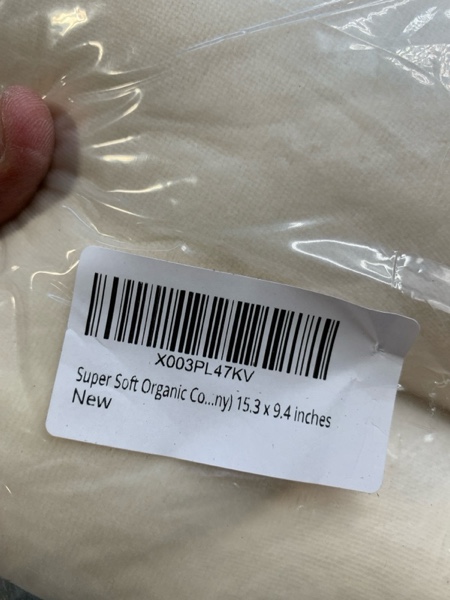 X003PL47KV
Super Soft Organic Co...ny) 15.3 x 9.4 inches
New